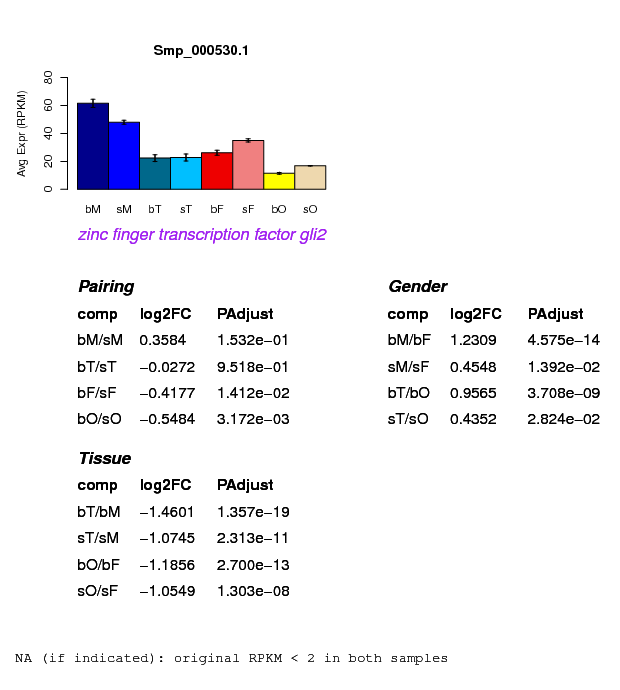 Smp_000530.1
Avg Expr (RPKM)
0 20 40 60 80
bM sM bT sT bF sF bO sO
zinc finger transcription factor gli2
Pairing
comp log2FC PAdjust
bM/sM 0.3584 1.532e−01
bT/sT −0.0272 9.518e−01
bF/sF −0.4177 1.412e−02
bO/sO −0.5484 3.172e−03
Gender
comp log2FC PAdjust
bM/bF 1.2309 4.575e−14
sM/sF 0.4548 1.392e−02
bT/bO 0.9565 3.708e−09
sT/sO 0.4352 2.824e−02
Tissue
comp log2FC PAdjust
bT/bM −1.4601 1.357e−19
sT/sM −1.0745 2.313e−11
bO/bF −1.1856 2.700e−13
sO/sF −1.0549 1.303e−08
NA (if indicated): original RPKM < 2 in both samples